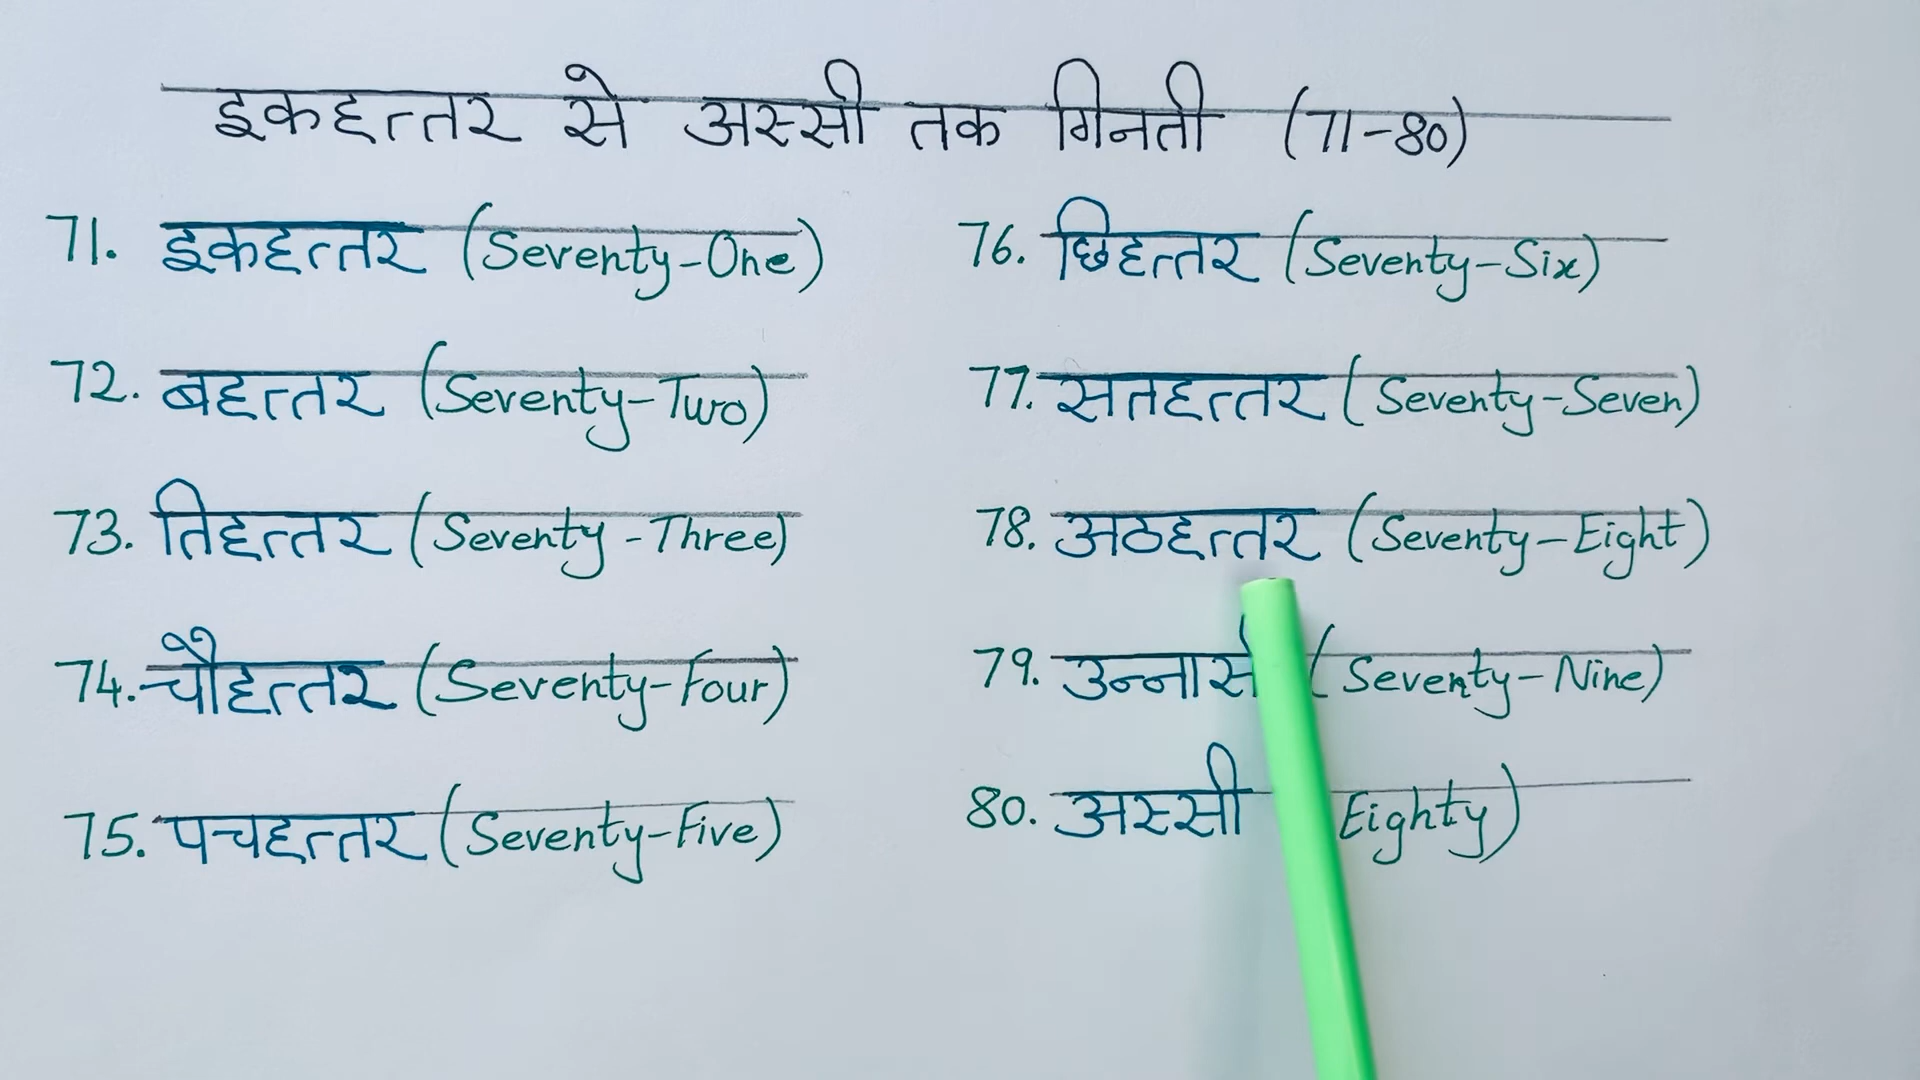 इकहत्तर से अस्सी तक गिनती (71-80)
71. इकहत्तर (Seventy-One)
72. बहत्तर (Seventy-Two)
73. तिहत्तर (Seventy-Three)
74. चौहत्तर (Seventy-Four)
75. पचहत्तर (Seventy-Five)
76. छिहत्तर (Seventy-Six)
77. सतहत्तर (Seventy-Seven)
78. अठहत्तर (Seventy-Eight)
79. (Seventy-Nine)
80. अस्सी Eighty)